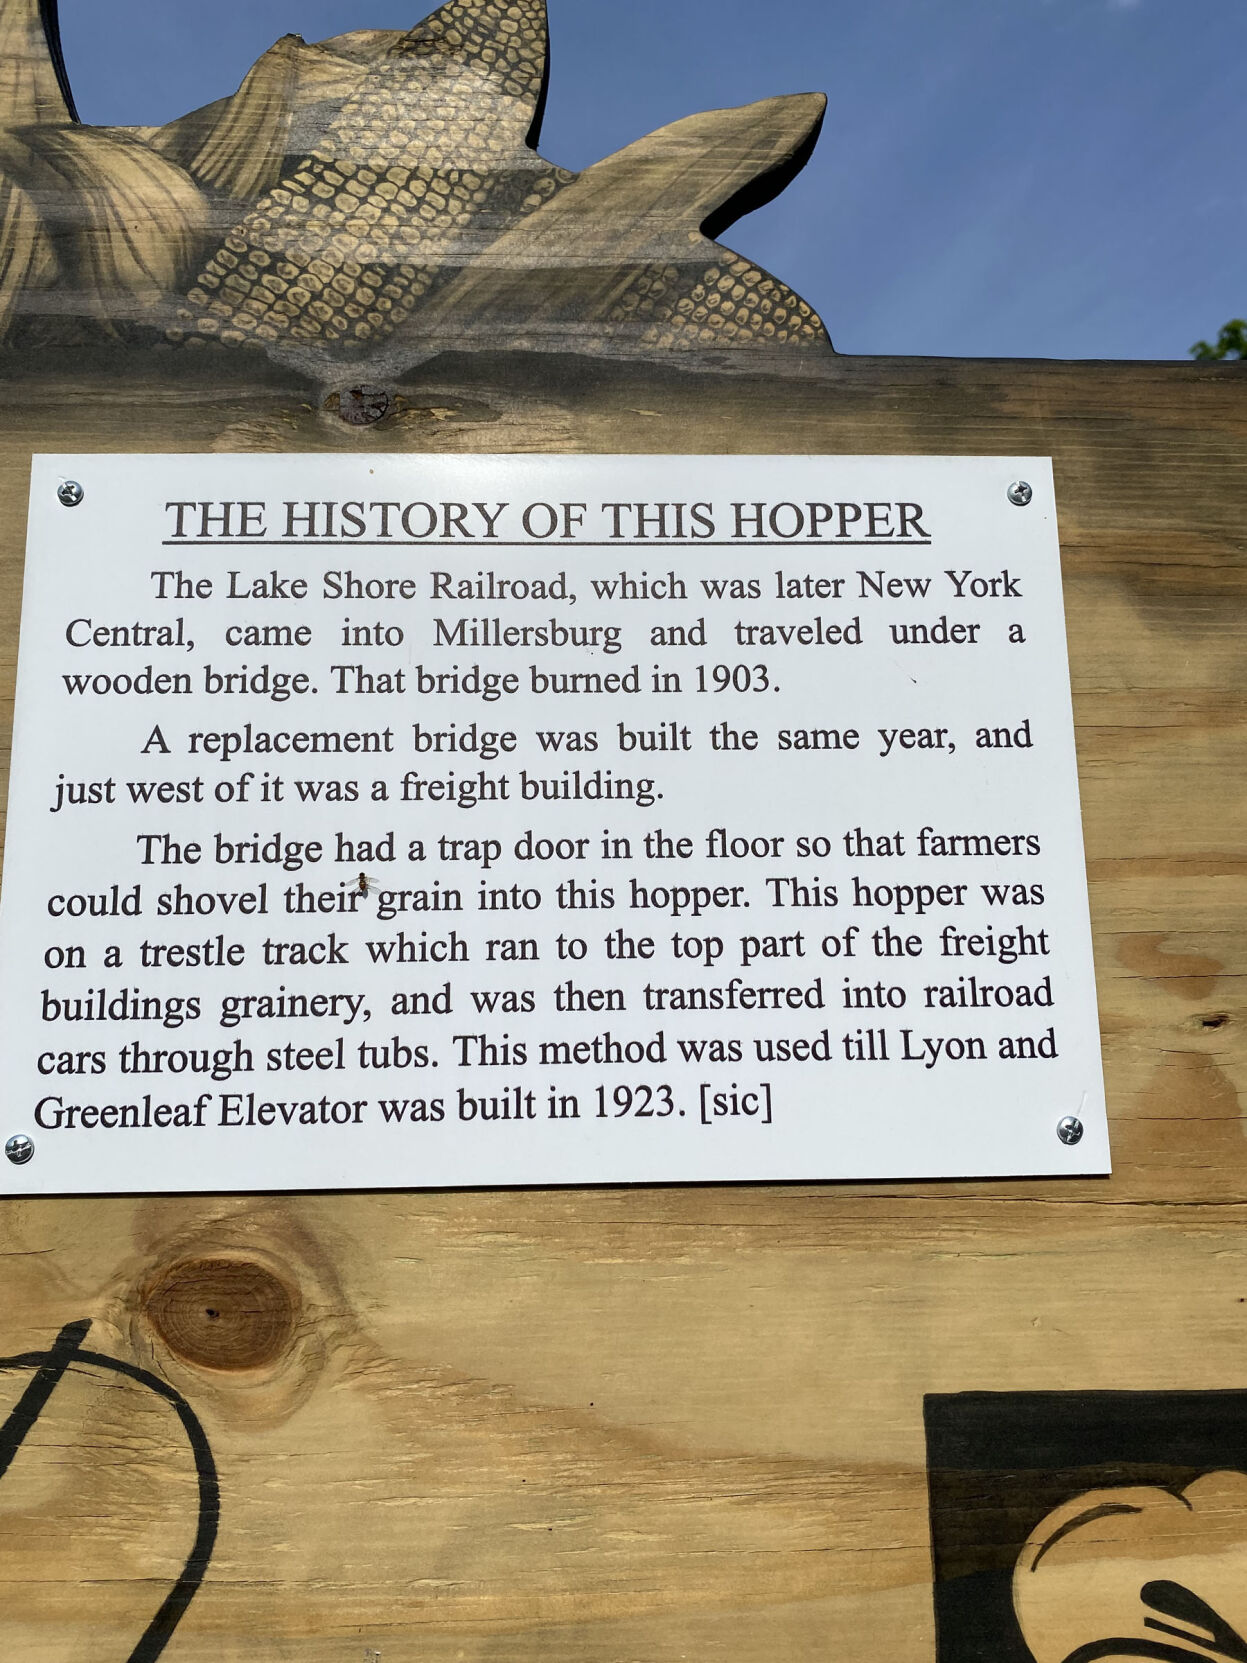 THE HISTORY OF THIS HOPPER
The Lake Shore Railroad, which was later New York
Central, came into Millersburg and traveled under a
wooden bridge. That bridge burned in 1903.
A replacement bridge was built the same year, and
just west of it was a freight building.
The bridge had a trap door in the floor so that farmers
could shovel their grain into this hopper. This hopper was
on a trestle track which ran to the top part of the freight
buildings grainery, and was then transferred into railroad
cars through steel tubs. This method was used till Lyon and
Greenleaf Elevator was built in 1923. [sic]